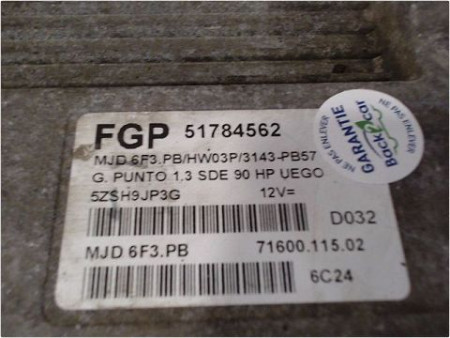 FGP 51784562
MJD 6F3.PB/HW03P/3143-PB57
G. PUNTO 1,3 SDE 90 HP UEGO
5ZSH9JP3G 12V=
D032
MJD 6F3.PB 71600.115.02
6C24
NE PAS ENLEVER
GARANTIE
BackOcar
NE PAS ENLEVER